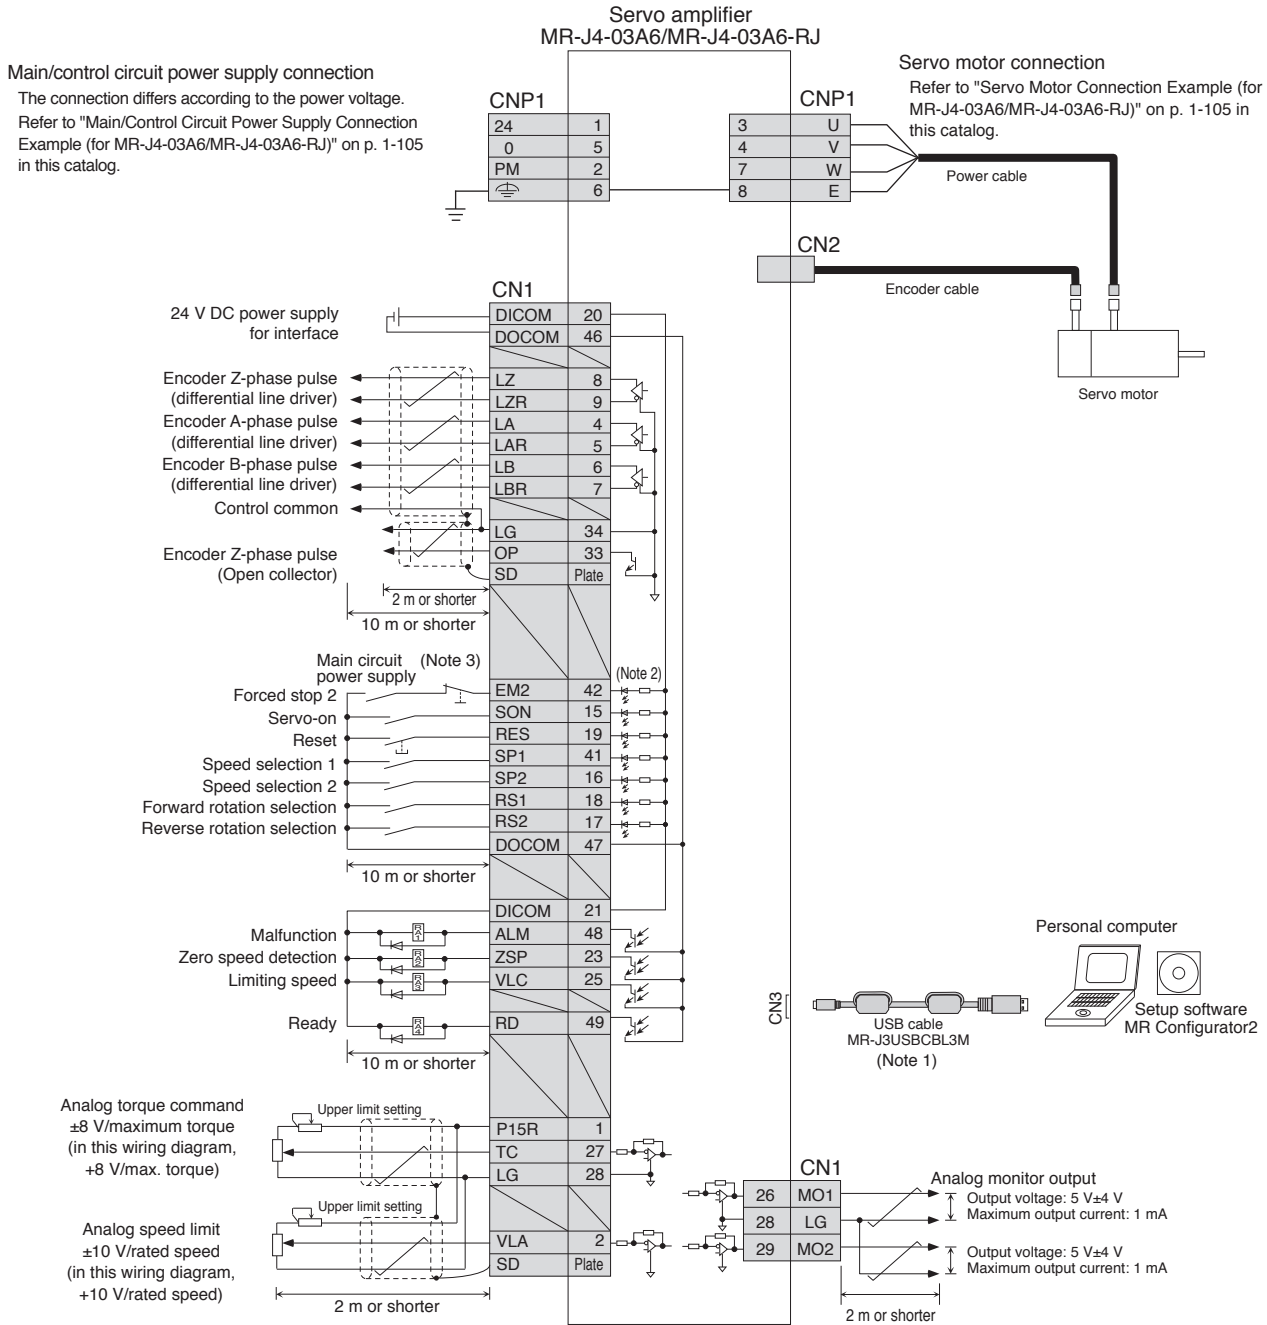 Servo amplifier
MR-J4-03A6/MR-J4-03A6-RJ
Main/control circuit power supply connection
The connection differs according to the power voltage.
Refer to "Main/Control Circuit Power Supply Connection
Example (for MR-J4-03A6/MR-J4-03A6-RJ)" on p. 1-105
in this catalog.
CNP1
24 1
0 5
PM 2
6
CNP1
3 U
4 V
7 W
8 E
Servo motor connection
Refer to "Servo Motor Connection Example (for
MR-J4-03A6/MR-J4-03A6-RJ)" on p. 1-105 in
this catalog.
Power cable
CN2
Encoder cable
Servo motor
CN1
24 V DC power supply
for interface
DICOM 20
DOCOM 46
Encoder Z-phase pulse
(differential line driver)
LZ 8
LZR 9
Encoder A-phase pulse
(differential line driver)
LA 4
LAR 5
Encoder B-phase pulse
(differential line driver)
LB 6
LBR 7
Control common
LG 34
Encoder Z-phase pulse
(Open collector)
OP 33
SD Plate
2 m or shorter
10 m or shorter
Main circuit
power supply
(Note 3)
(Note 2)
Forced stop 2 EM2 42
Servo-on SON 15
Reset RES 19
Speed selection 1 SP1 41
Speed selection 2 SP2 16
Forward rotation selection RS1 18
Reverse rotation selection RS2 17
DOCOM 47
10 m or shorter
DICOM 21
Malfunction RA1 ALM 48
Zero speed detection RA2 ZSP 23
Limiting speed RA3 VLC 25
Ready RA4 RD 49
10 m or shorter
CN3
USB cable
MR-J3USBCBL3M
(Note 1)
Personal computer
Setup software
MR Configurator2
Analog torque command
±8 V/maximum torque
(in this wiring diagram,
+8 V/max. torque)
Upper limit setting
P15R 1
TC 27
LG 28
Analog speed limit
±10 V/rated speed
(in this wiring diagram,
+10 V/rated speed)
Upper limit setting
VLA 2
SD Plate
2 m or shorter
CN1
26 MO1
28 LG
29 MO2
Analog monitor output
Output voltage: 5 V±4 V
Maximum output current: 1 mA
Output voltage: 5 V±4 V
Maximum output current: 1 mA
2 m or shorter